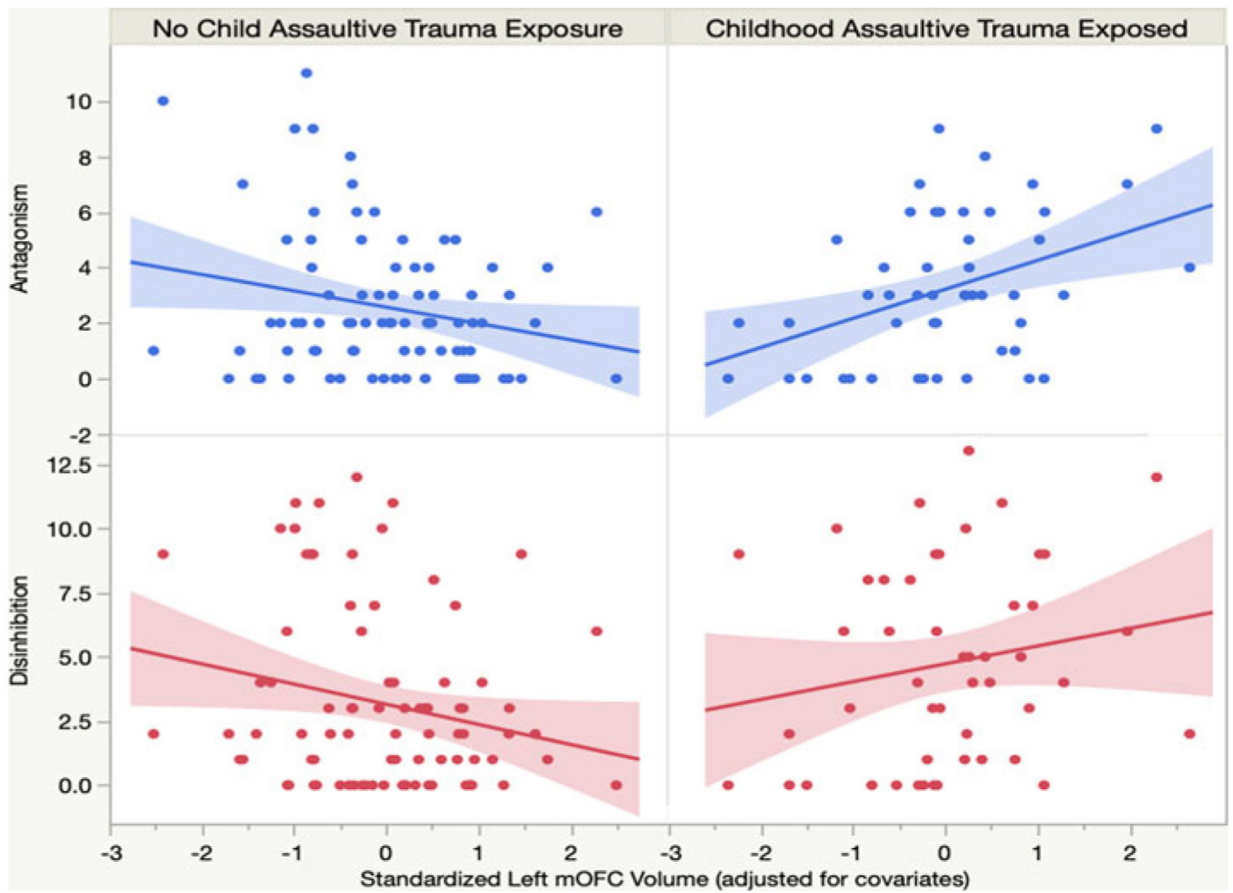 No Child Assaultive Trauma Exposure
Childhood Assaultive Trauma Exposed
Antagonism
10
8
6
4
2
0
-2
Disinhibition
12.5
10.0
7.5
5.0
2.5
0.0
-3 -2 -1 0 1 2 -3 -2 -1 0 1 2
Standardized Left mOFC Volume (adjusted for covariates)